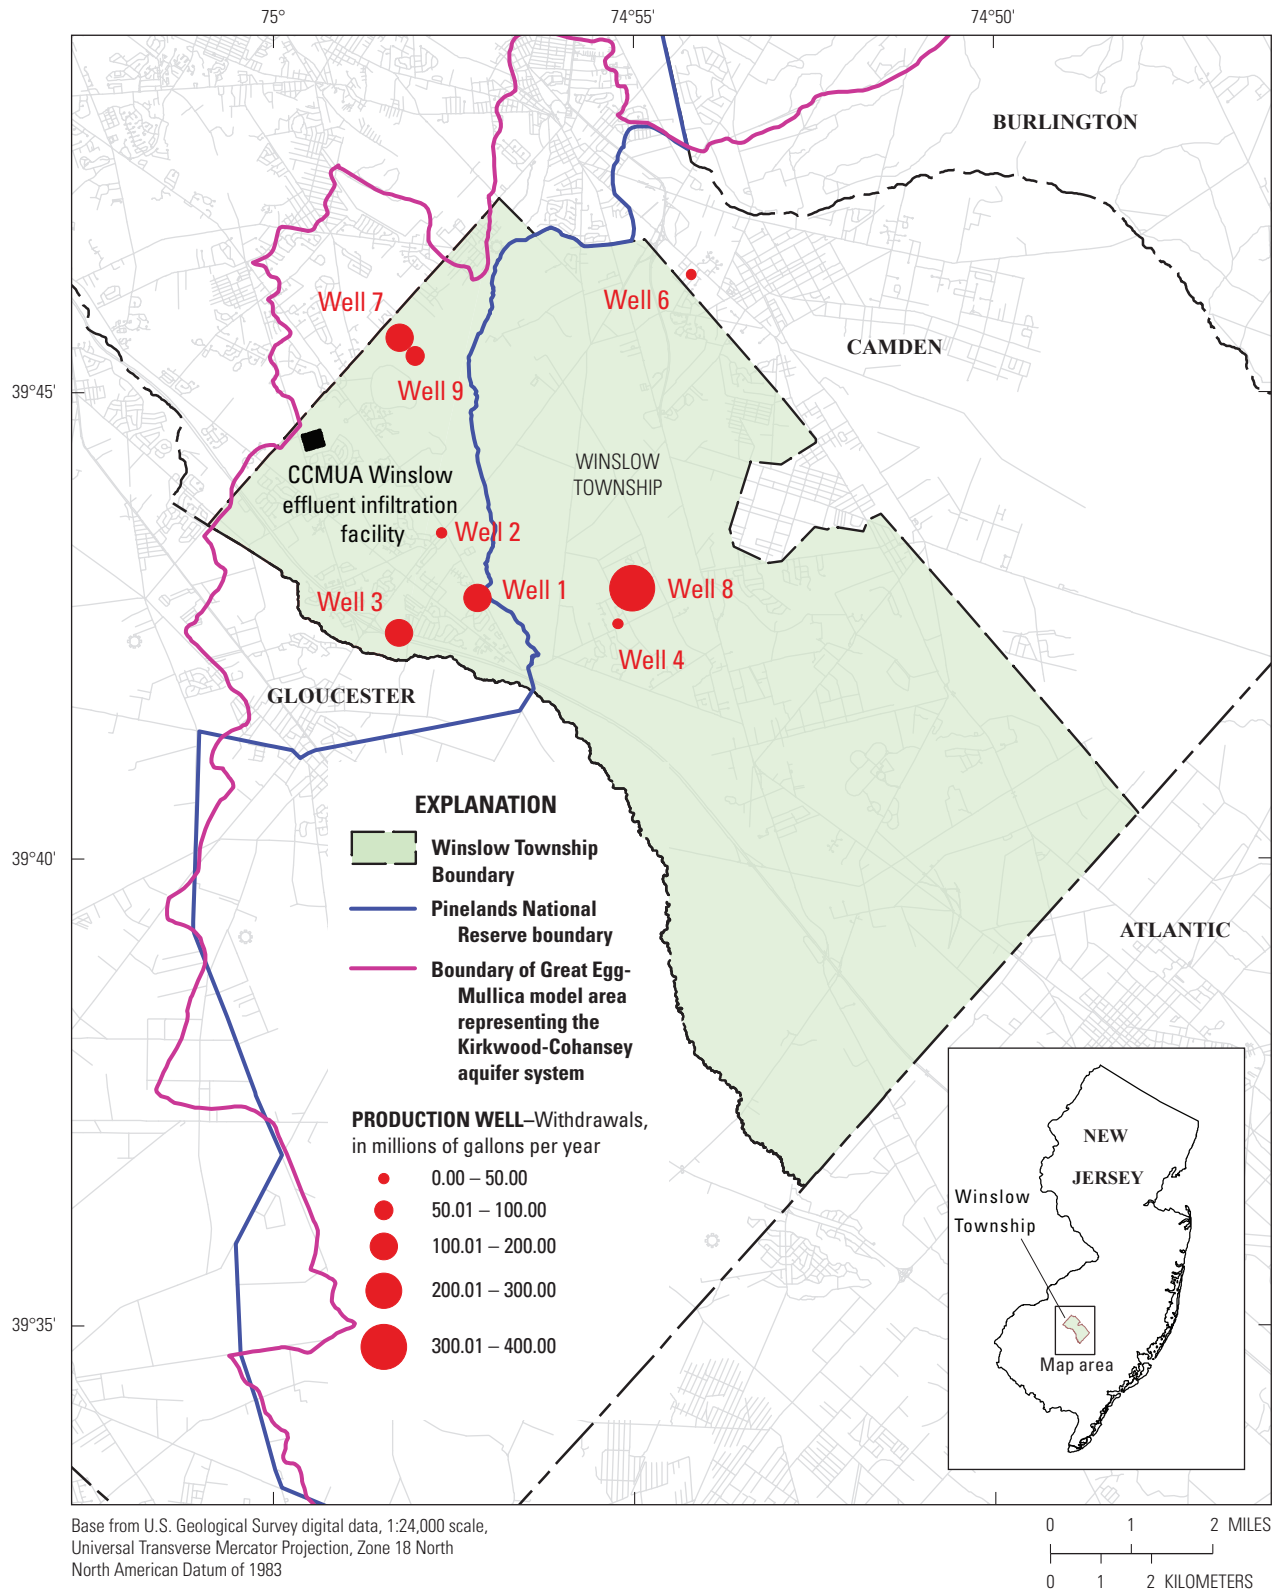 75°
74°55'
74°50'
BURLINGTON
Well 7
Well 6
CAMDEN
39°45'
Well 9
WINSLOW
TOWNSHIP
CCMUA Winslow
effluent infiltration
facility
Well 2
Well 1
Well 8
Well 3
Well 4
GLOUCESTER
EXPLANATION
Winslow Township
Boundary
39°40'
Pinelands National
Reserve boundary
ATLANTIC
Boundary of Great Egg-
Mullica model area
representing the
Kirkwood-Cohansey
aquifer system
PRODUCTION WELL–Withdrawals,
in millions of gallons per year
0.00 – 50.00
50.01 – 100.00
100.01 – 200.00
200.01 – 300.00
300.01 – 400.00
NEW
JERSEY
Winslow
Township
Map area
39°35'
Base from U.S. Geological Survey digital data, 1:24,000 scale,
Universal Transverse Mercator Projection, Zone 18 North
North American Datum of 1983
0 1 2 MILES
0 1 2 KILOMETERS